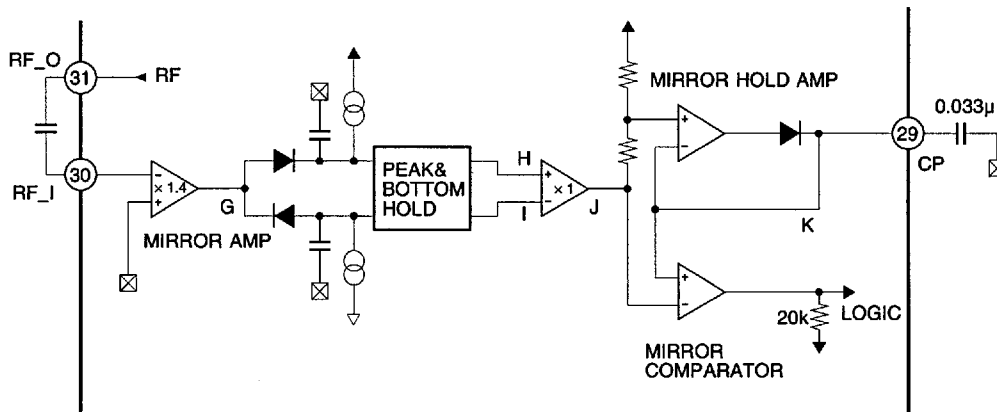 RF_O
31
RF
30
RF_I
-
× 1.4
+
G
MIRROR AMP
PEAK&
BOTTOM
HOLD
H
I
+
× 1
-
J
MIRROR HOLD AMP
+
-
K
29
CP
0.033µ
+
-
MIRROR
COMPARATOR
20k
LOGIC